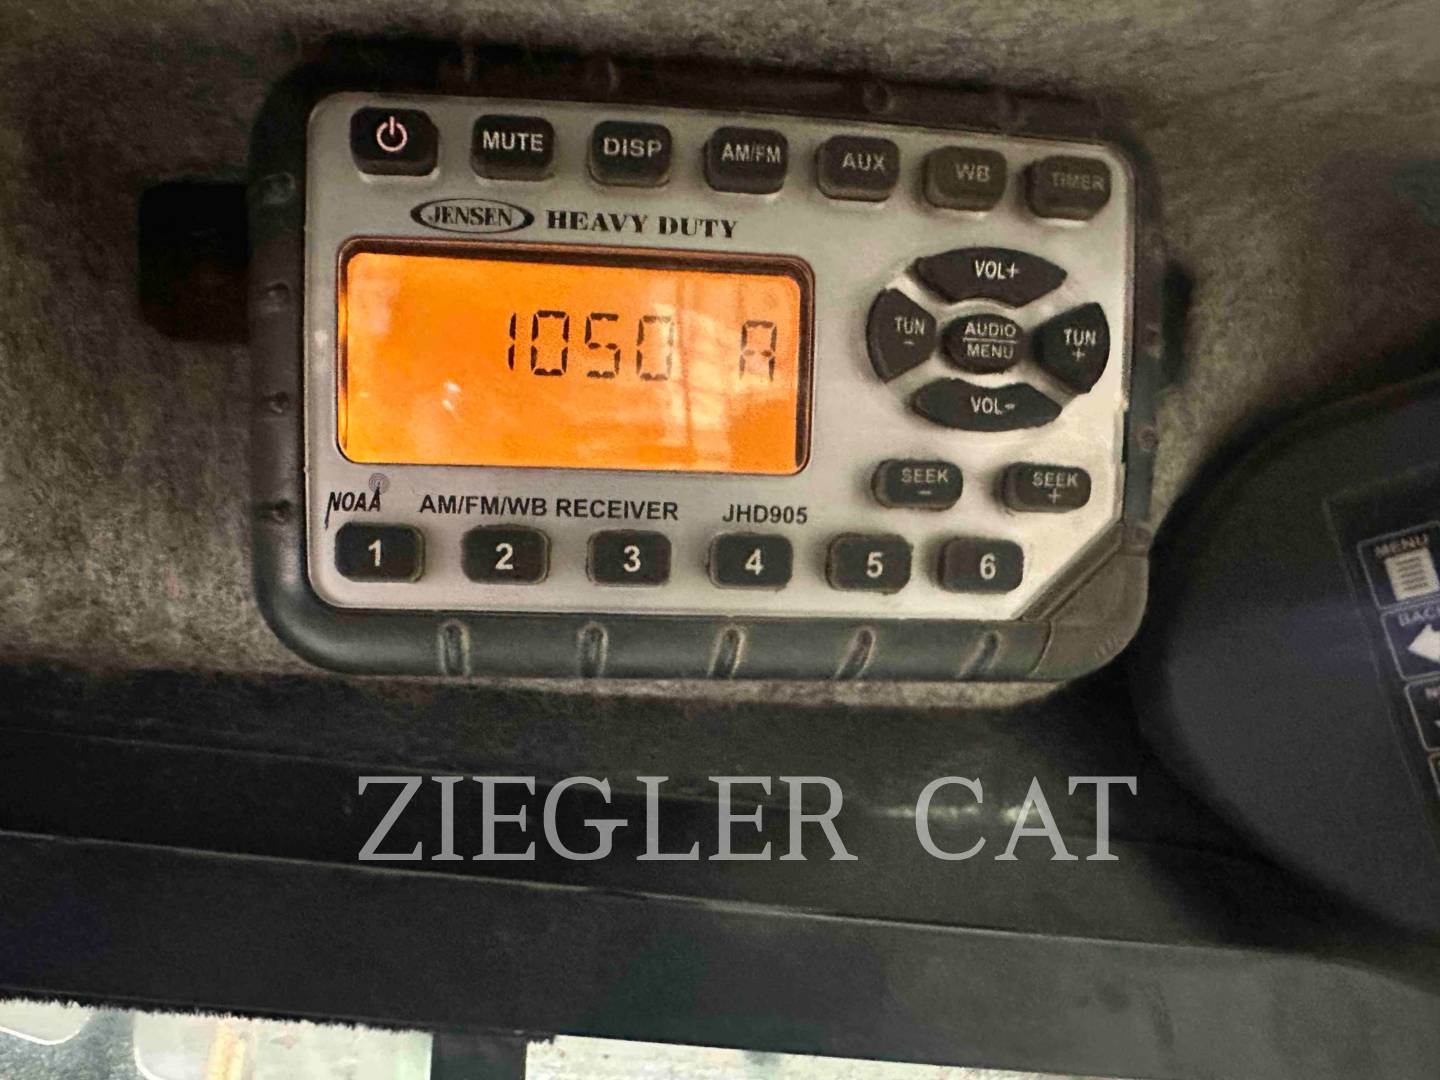 MUTE DISP AM/FM AUX WB TIMER
JENSEN HEAVY DUTY
1050 A
VOL+
TUN - AUDIO MENU TUN +
VOL-
SEEK - SEEK +
NOAA AM/FM/WB RECEIVER JHD905
1 2 3 4 5 6
MENU
BACK
ZIEGLER CAT